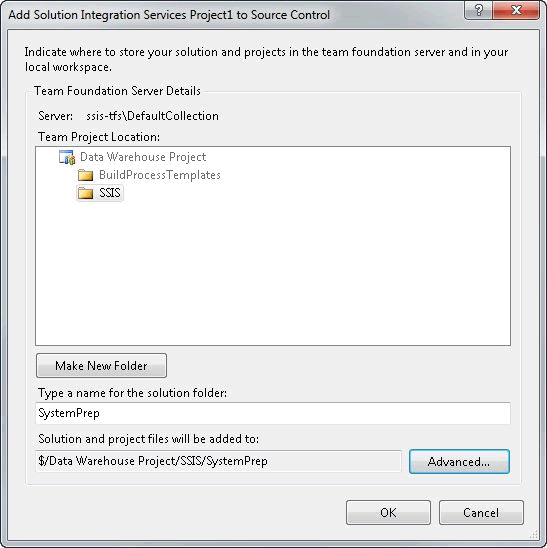 Add Solution Integration Services Project1 to Source Control
Indicate where to store your solution and projects in the team foundation server and in your
local workspace.
Team Foundation Server Details
Server: ssis-tfs\DefaultCollection
Team Project Location:
Data Warehouse Project
BuildProcessTemplates
SSIS
Make New Folder
Type a name for the solution folder:
SystemPrep
Solution and project files will be added to:
$/Data Warehouse Project/SSIS/SystemPrep
Advanced...
OK
Cancel